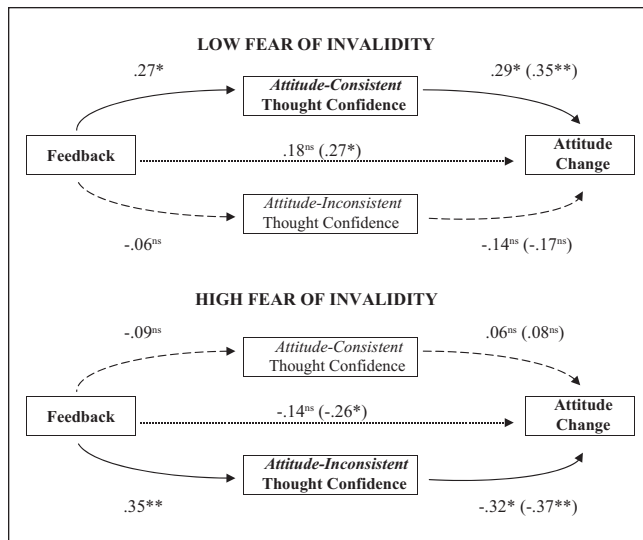 LOW FEAR OF INVALIDITY
.27*
Attitude-Consistent
Thought Confidence
.29* (.35**)
Feedback
.18ns (.27*)
Attitude
Change
Attitude-Inconsistent
Thought Confidence
-.06ns
-.14ns (-.17ns)
HIGH FEAR OF INVALIDITY
-.09ns
Attitude-Consistent
Thought Confidence
.06ns (.08ns)
Feedback
-.14ns (-.26*)
Attitude
Change
Attitude-Inconsistent
Thought Confidence
.35**
-.32* (-.37**)